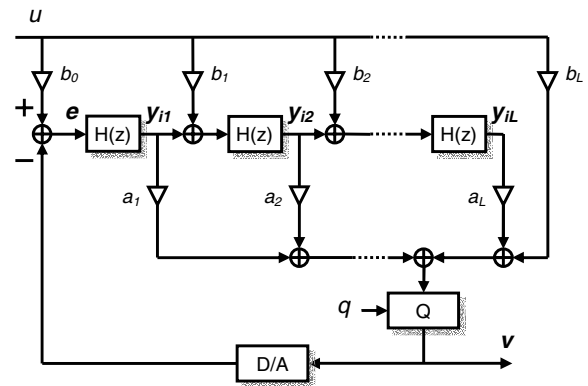 u
b0 b1 b2 bL
+ e yi1 yi2 yiL
H(z) H(z) H(z)
−
a1 a2 aL
q Q
v
D/A